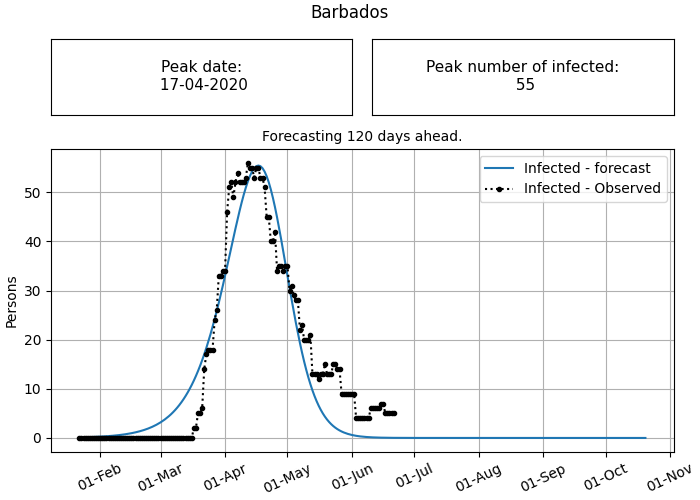 Barbados
Peak date:
17-04-2020
Peak number of infected:
55
Forecasting 120 days ahead.
Infected - forecast
Infected - Observed
Persons
50
40
30
20
10
0
01-Feb
01-Mar
01-Apr
01-May
01-Jun
01-Jul
01-Aug
01-Sep
01-Oct
01-Nov